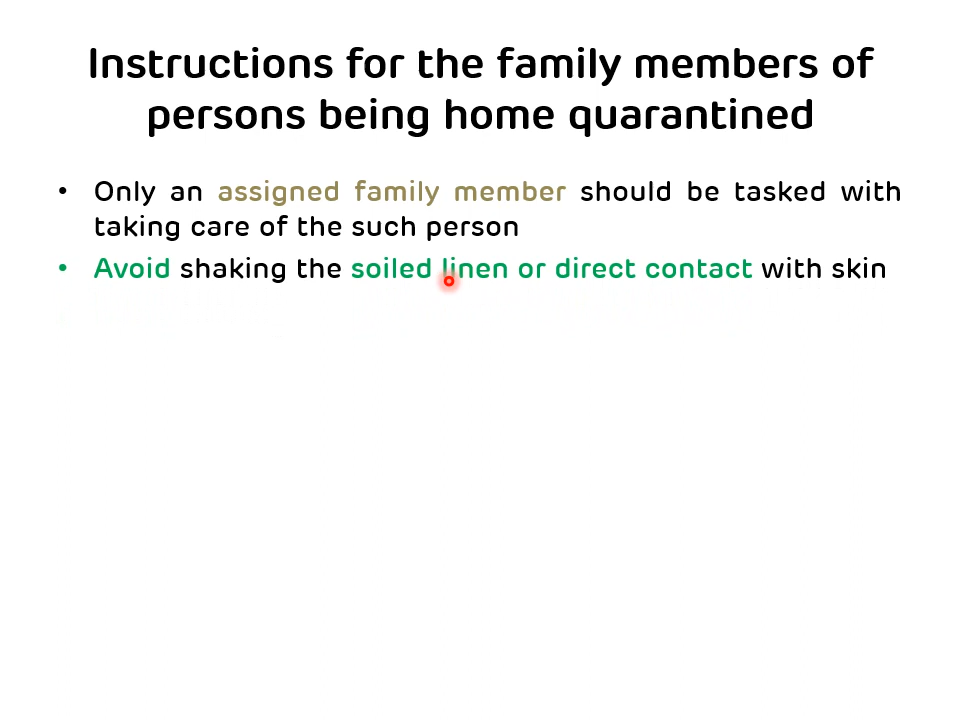 Instructions for the family members of
persons being home quarantined
• Only an assigned family member should be tasked with
taking care of the such person
• Avoid shaking the soiled linen or direct contact with skin